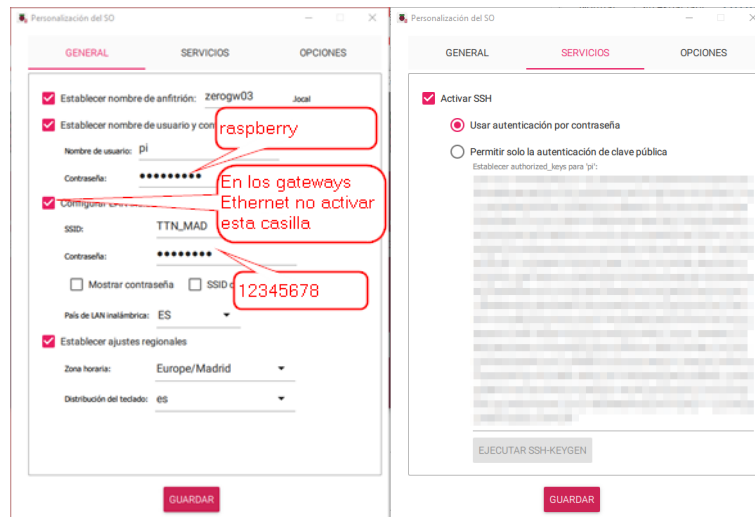 Personalización del SO
GENERAL
SERVICIOS
OPCIONES
Establecer nombre de anfitrión: zerogw03 .local
Establecer nombre de usuario y con
raspberry
Nombre de usuario: pi
Contraseña: •••••••••
En los gateways
Ethernet no activar
esta casilla
Configurar LAN
SSID: TTN_MAD
Contraseña: ••••••••
12345678
Mostrar contraseña
SSID
País de LAN inalámbrica: ES
Establecer ajustes regionales
Zona horaria: Europe/Madrid
Distribución del teclado: es
GUARDAR
Personalización del SO
GENERAL
SERVICIOS
OPCIONES
Activar SSH
Usar autenticación por contraseña
Permitir solo la autenticación de clave pública
Establecer authorized_keys para 'pi':
EJECUTAR SSH-KEYGEN
GUARDAR